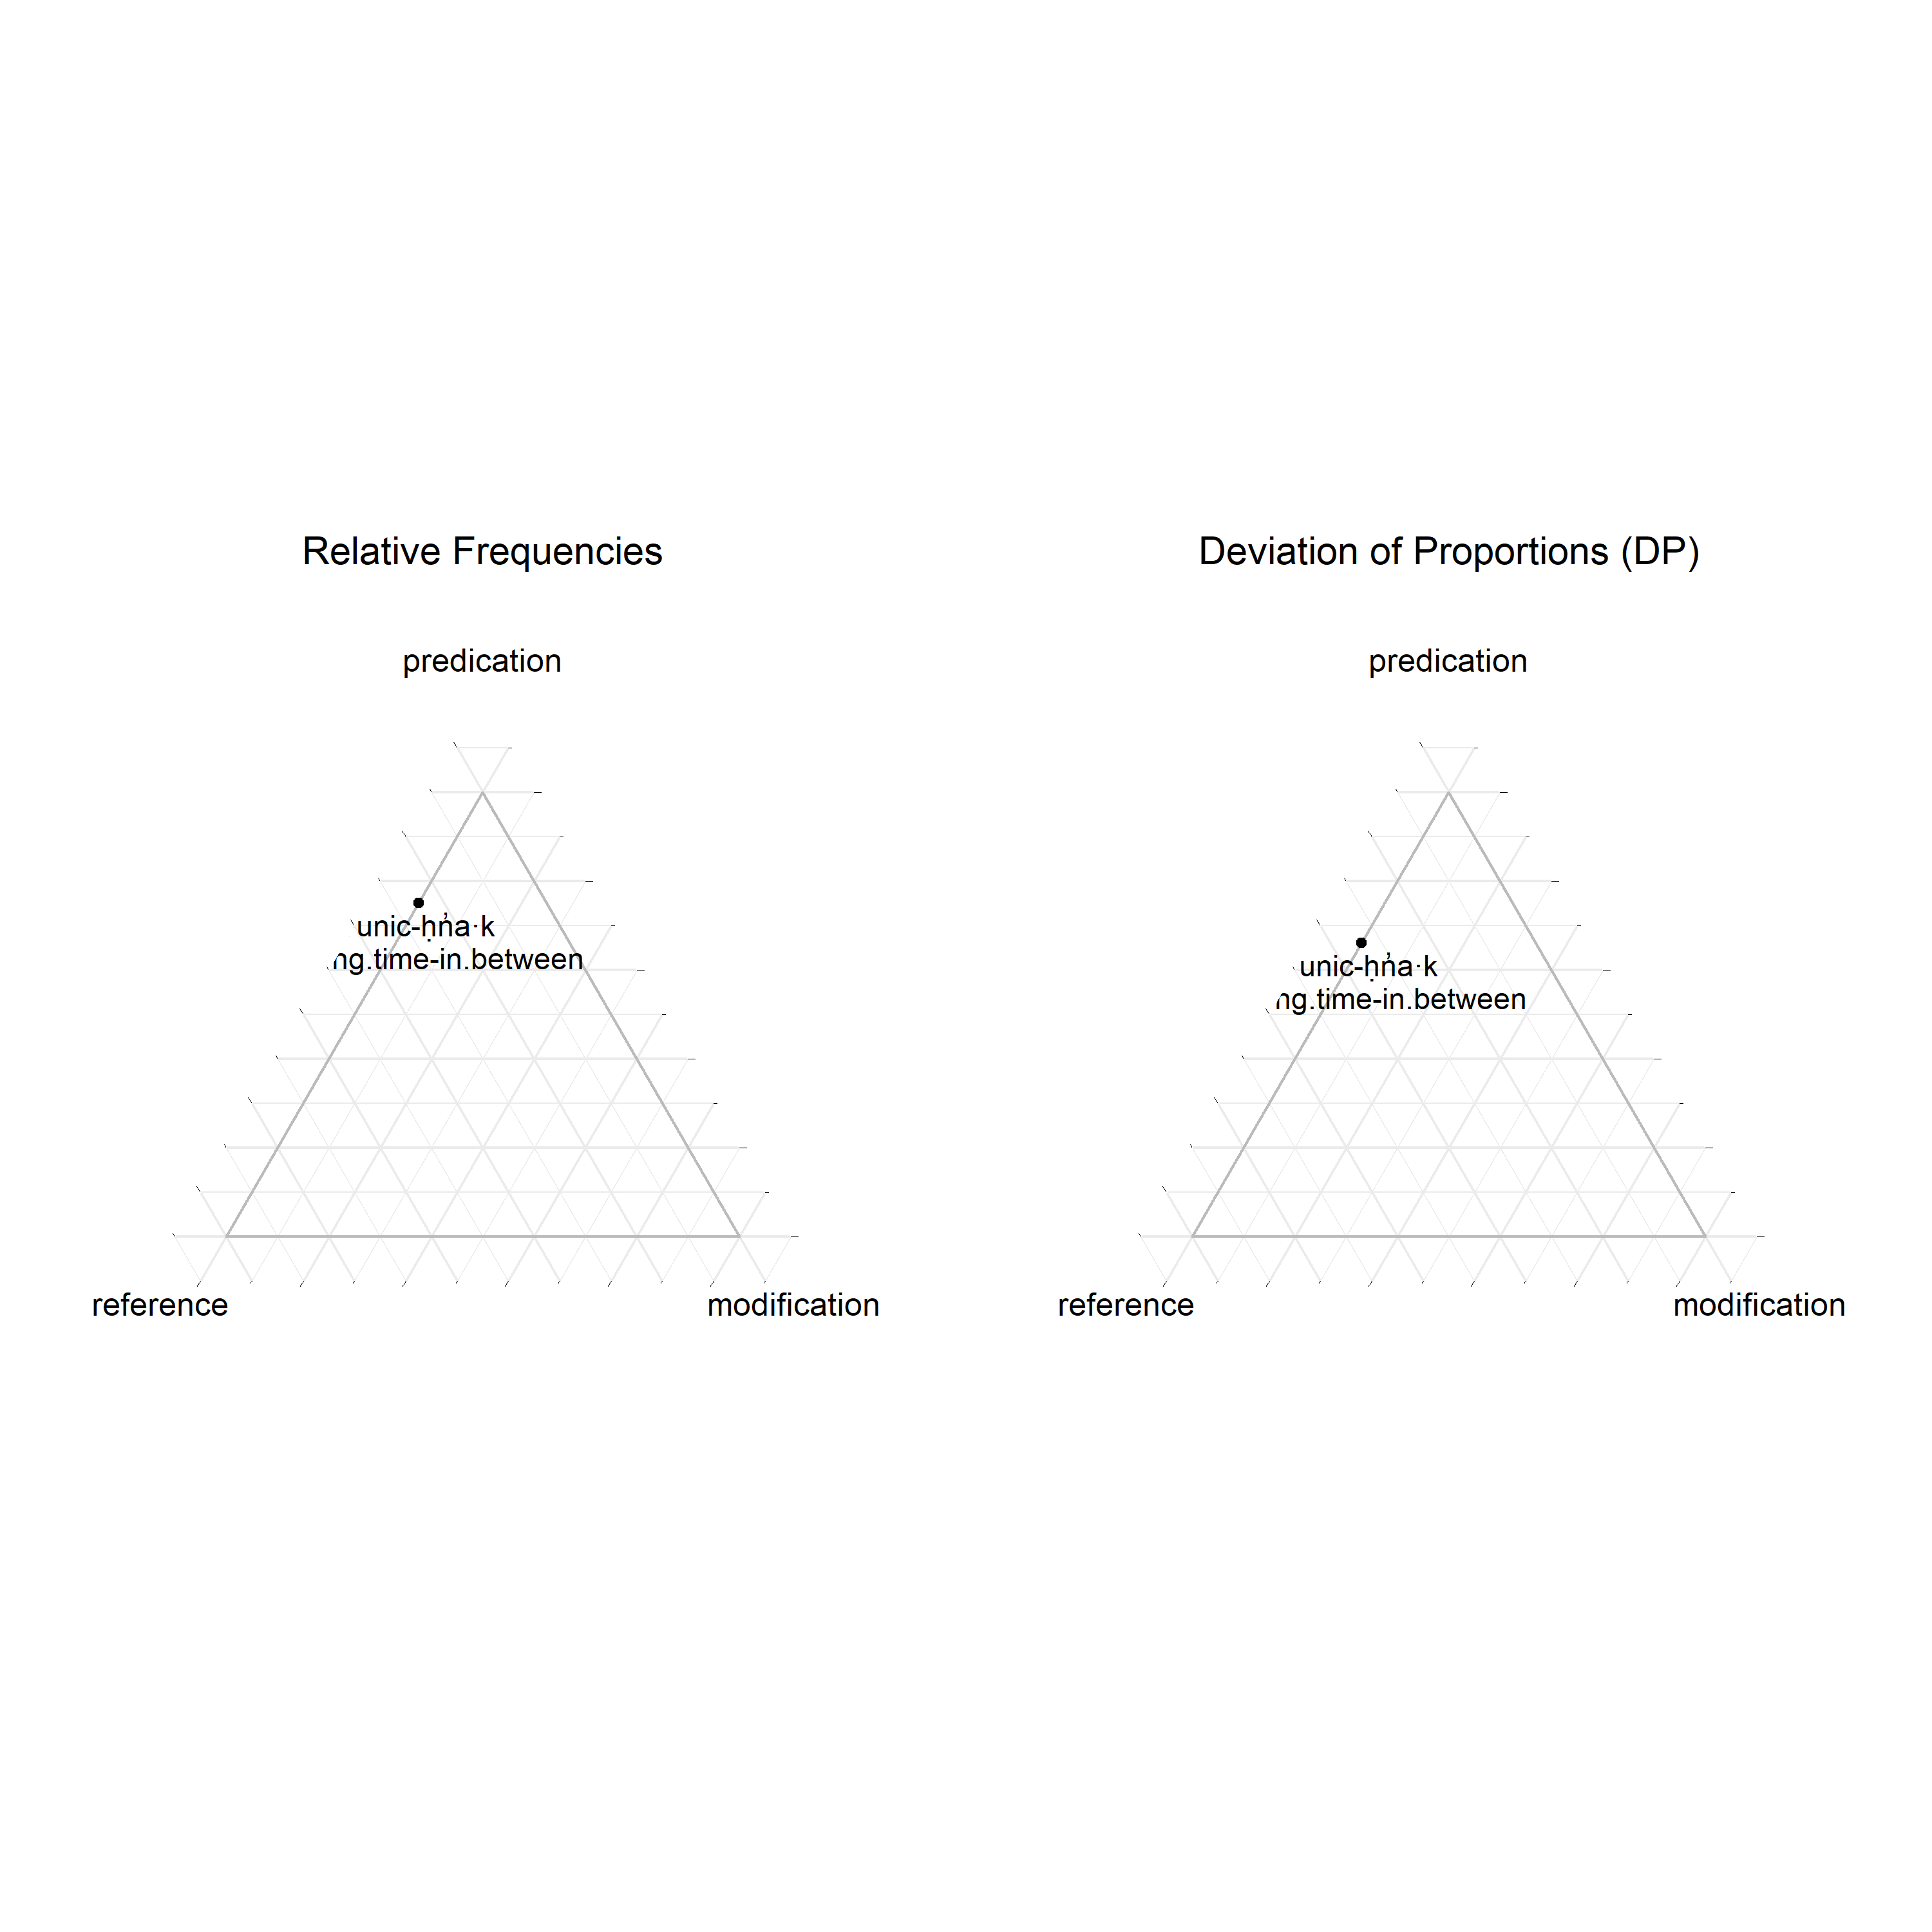 Relative Frequencies
Deviation of Proportions (DP)
predication
predication
unic-ḥn̓a·k
ng.time-in.between
unic-ḥn̓a·k
ng.time-in.between
reference
modification
reference
modification